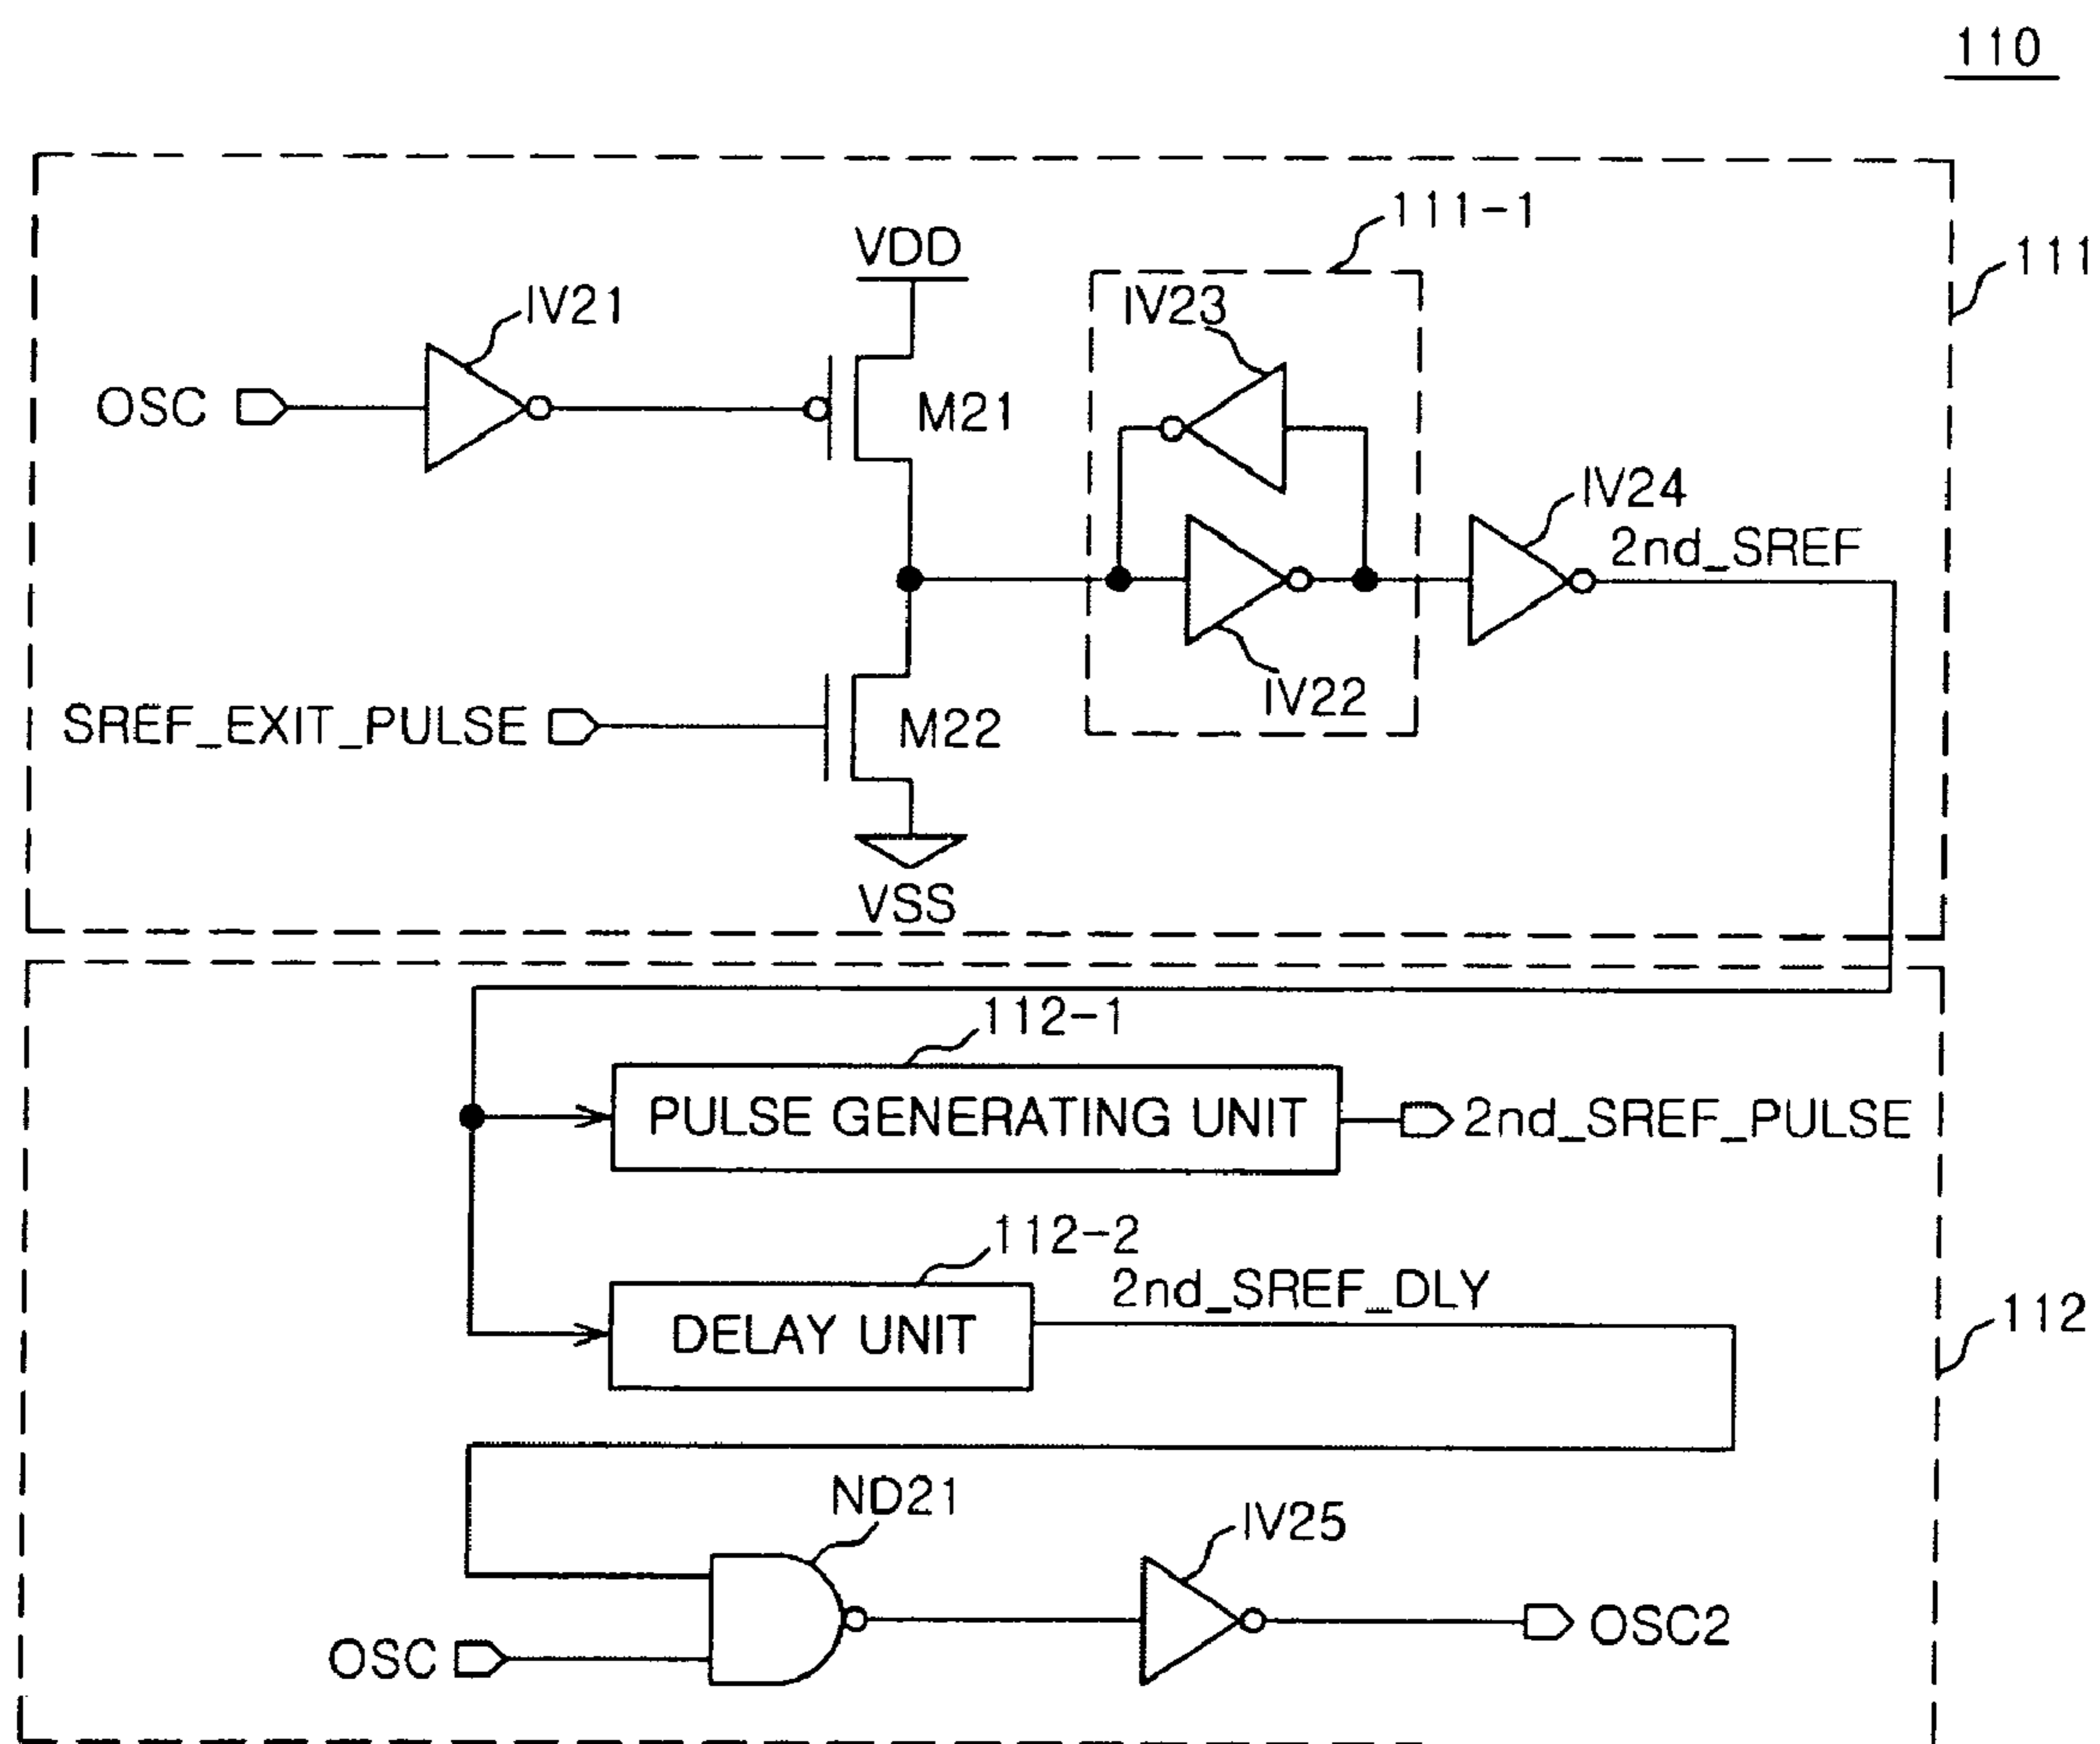 110
111-1
111
VDD
IV21
IV23
OSC
M21
IV24
2nd_SREF
IV22
SREF_EXIT_PULSE
M22
VSS
112-1
PULSE GENERATING UNIT
2nd_SREF_PULSE
112-2
2nd_SREF_DLY
DELAY UNIT
112
ND21
IV25
OSC
OSC2